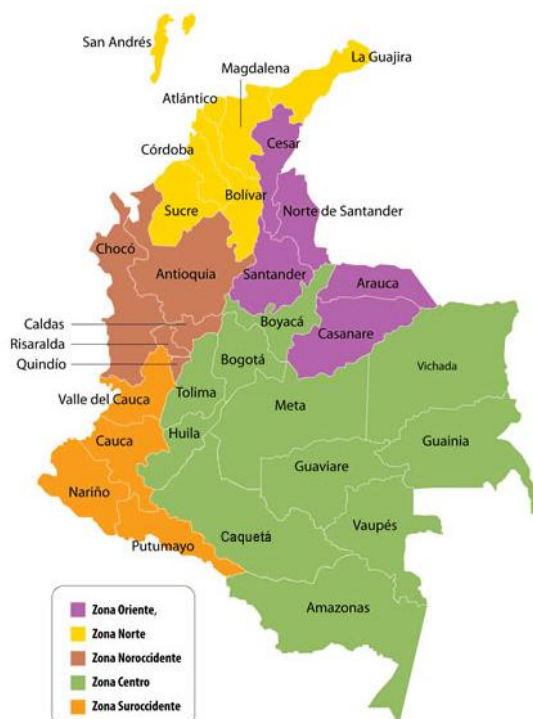 San Andrés
La Guajira
Magdalena
Atlántico
Cesar
Córdoba
Bolívar
Sucre
Norte de Santander
Chocó
Antioquia
Santander
Arauca
Boyacá
Caldas
Casanare
Risaralda
Bogotá
Quindío
Vichada
Tolima
Valle del Cauca
Meta
Cauca
Huila
Guainia
Guaviare
Nariño
Vaupés
Caquetá
Putumayo
Amazonas
Zona Oriente,
Zona Norte
Zona Noroccidente
Zona Centro
Zona Suroccidente